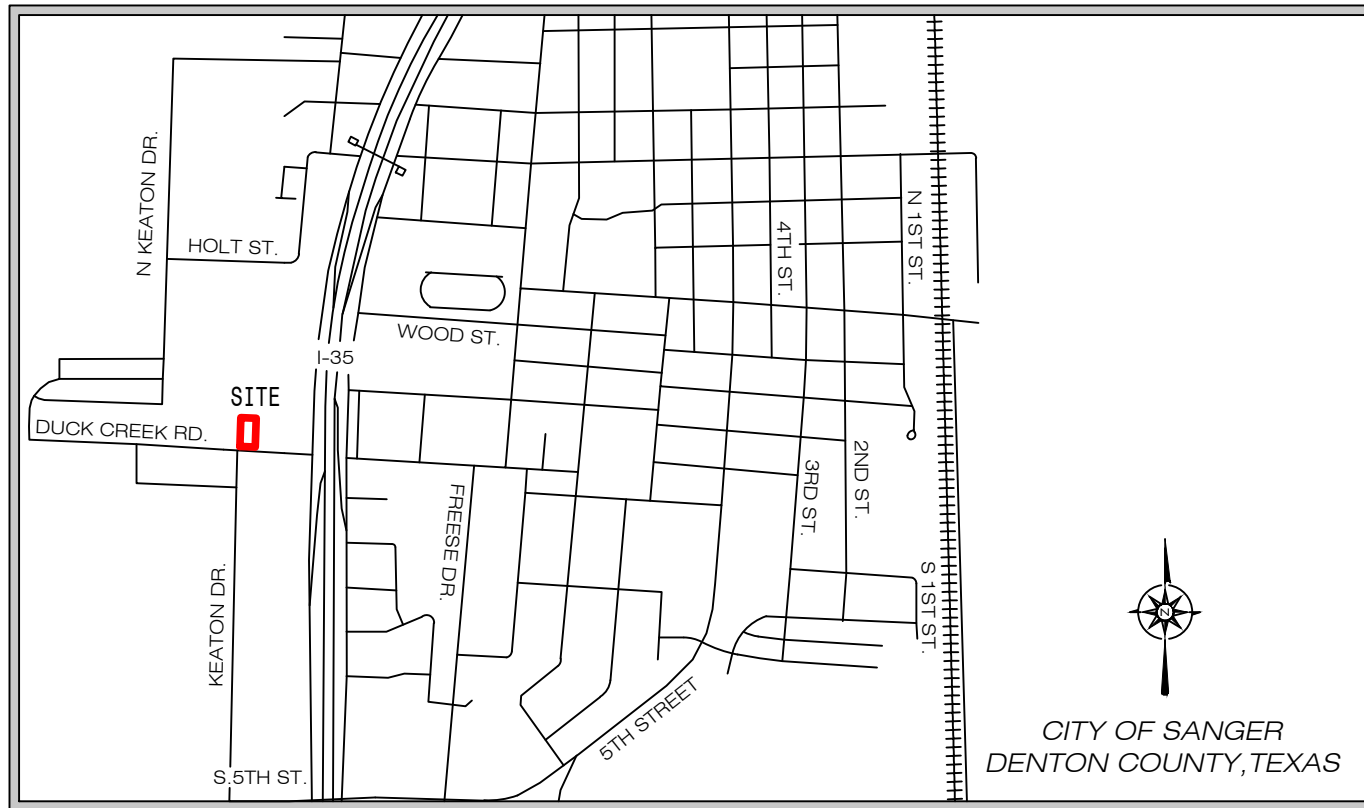 N KEATON DR.
HOLT ST.
WOOD ST.
I-35
4TH ST.
N 1ST ST.
SITE
DUCK CREEK RD.
FREESE DR.
3RD ST.
2ND ST.
KEATON DR.
S 1ST ST.
5TH STREET
S.5TH ST.
N
CITY OF SANGER
DENTON COUNTY,TEXAS